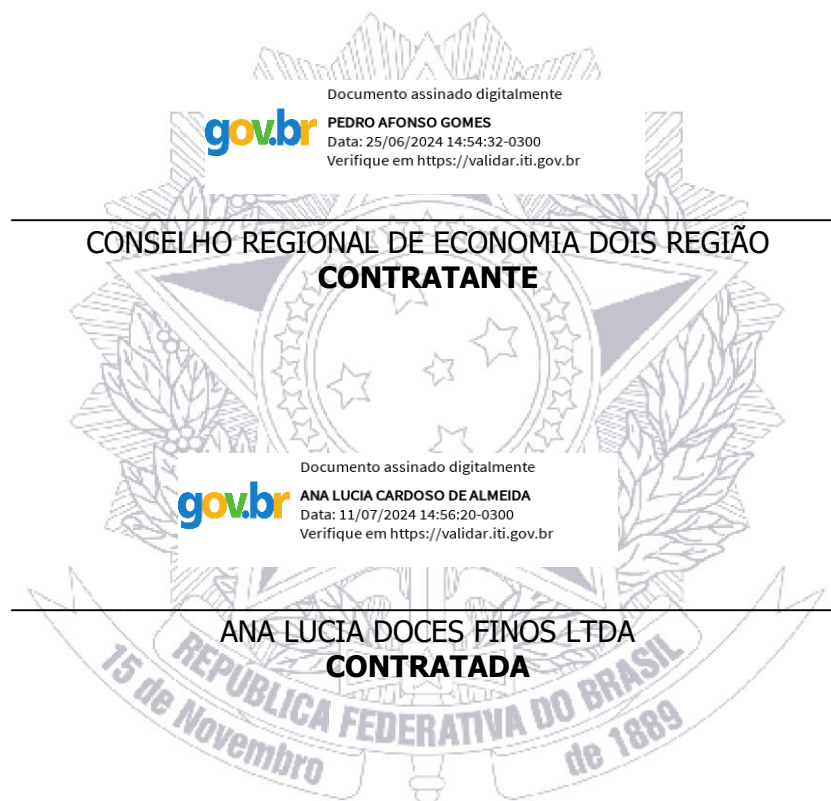 Documento assinado digitalmente
gov.br
PEDRO AFONSO GOMES
Data: 25/06/2024 14:54:32-0300
Verifique em https://validar.iti.gov.br
CONSELHO REGIONAL DE ECONOMIA DOIS REGIÃO
CONTRATANTE
Documento assinado digitalmente
gov.br
ANA LUCIA CARDOSO DE ALMEIDA
Data: 11/07/2024 14:56:20-0300
Verifique em https://validar.iti.gov.br
ANA LUCIA DOCES FINOS LTDA
CONTRATADA
REPÚBLICA FEDERATIVA DO BRASIL
15 de Novembro
de 1889